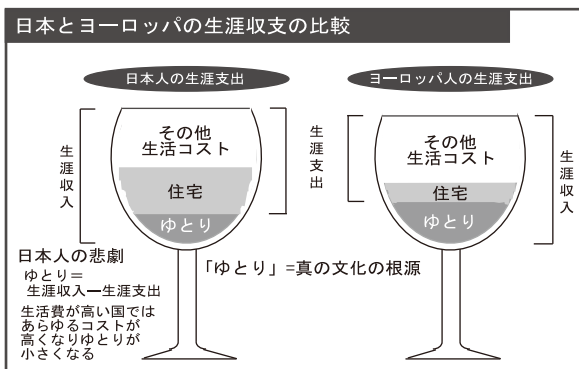 日本とヨーロッパの生涯収支の比較
日本人の生涯支出
ヨーロッパ人の生涯支出
生涯収入
その他
生活コスト
住宅
ゆとり
生涯支出
生涯支出
その他
生活コスト
住宅
ゆとり
生涯収入
日本人の悲劇
ゆとり＝
生涯収入ー生涯支出
生活費が高い国では
あらゆるコストが
高くなりゆとりが
小さくなる
「ゆとり」=真の文化の根源